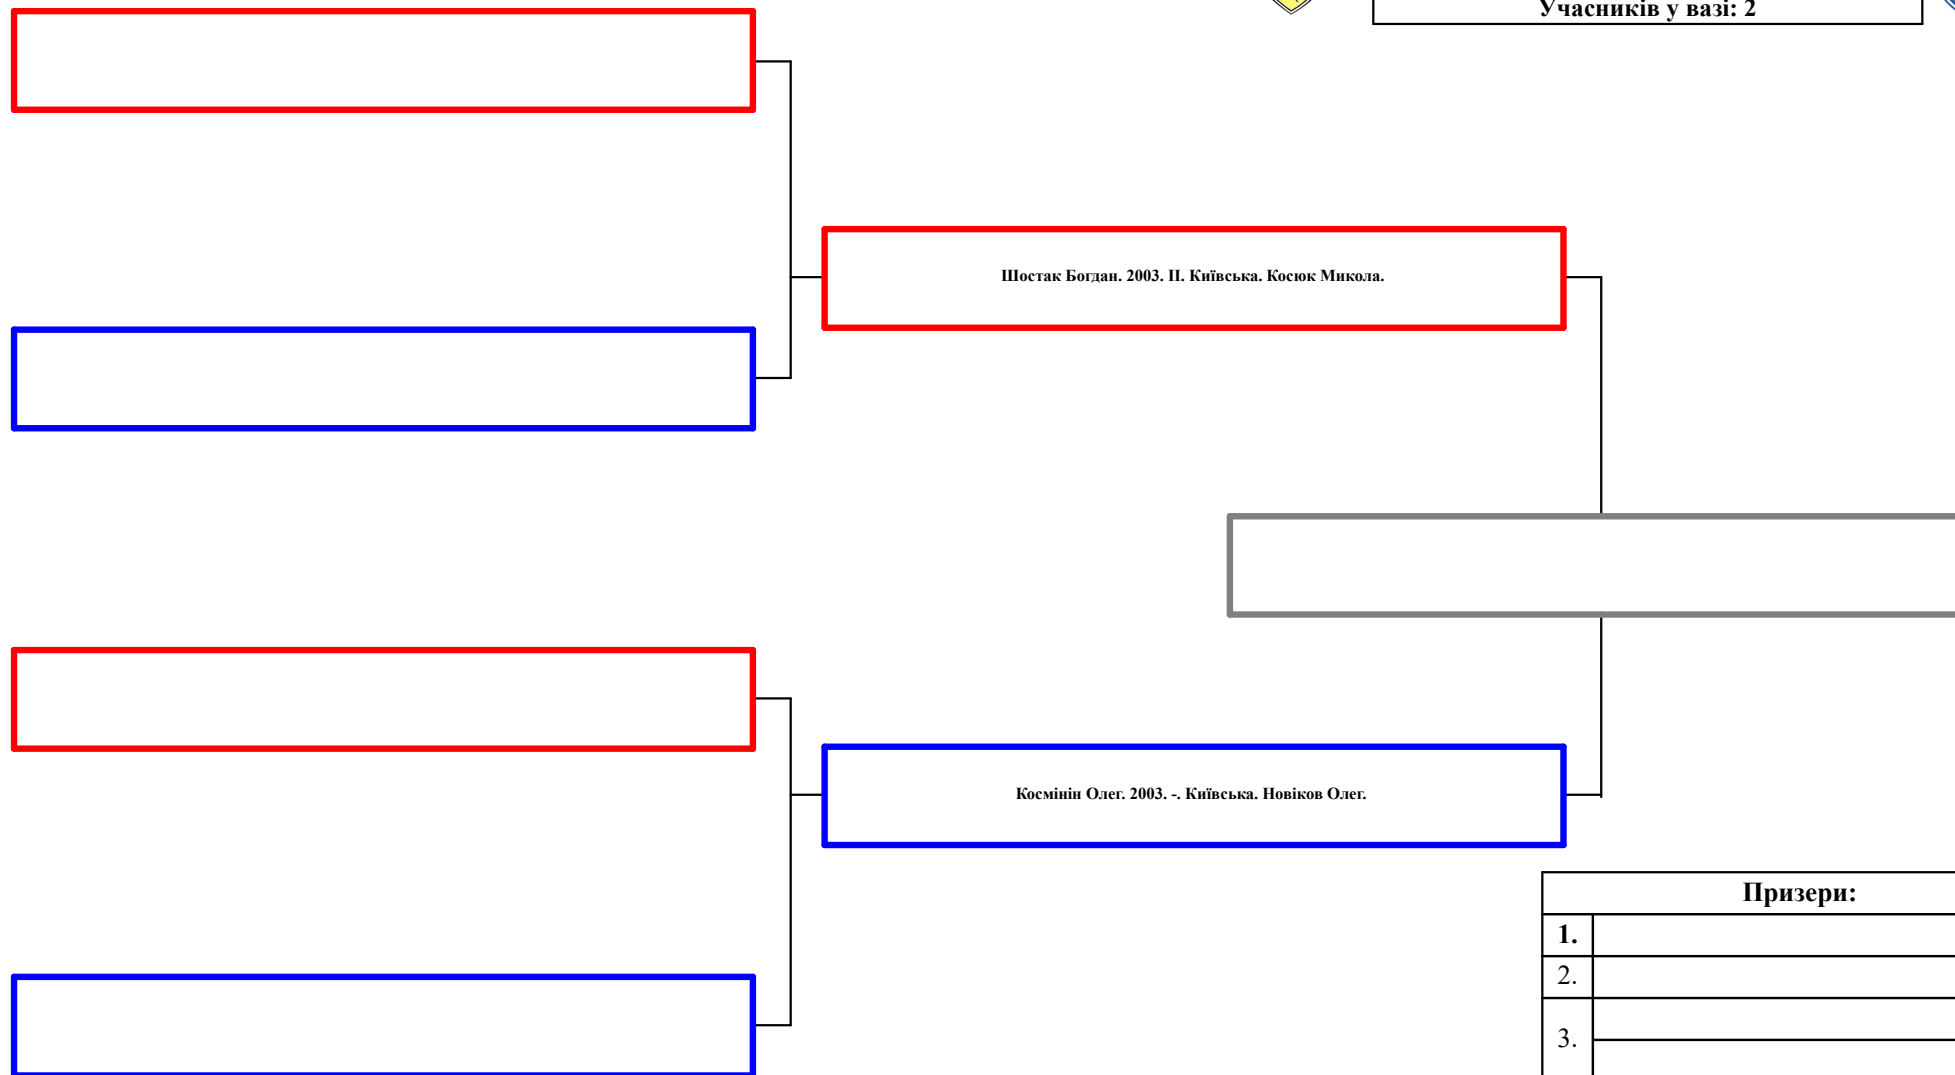 Учасників у вазі: 2
Шостак Богдан. 2003. II. Київська. Косюк Микола.
Космінін Олег. 2003. -. Київська. Новіков Олег.
Призери:
1.
2.
3.